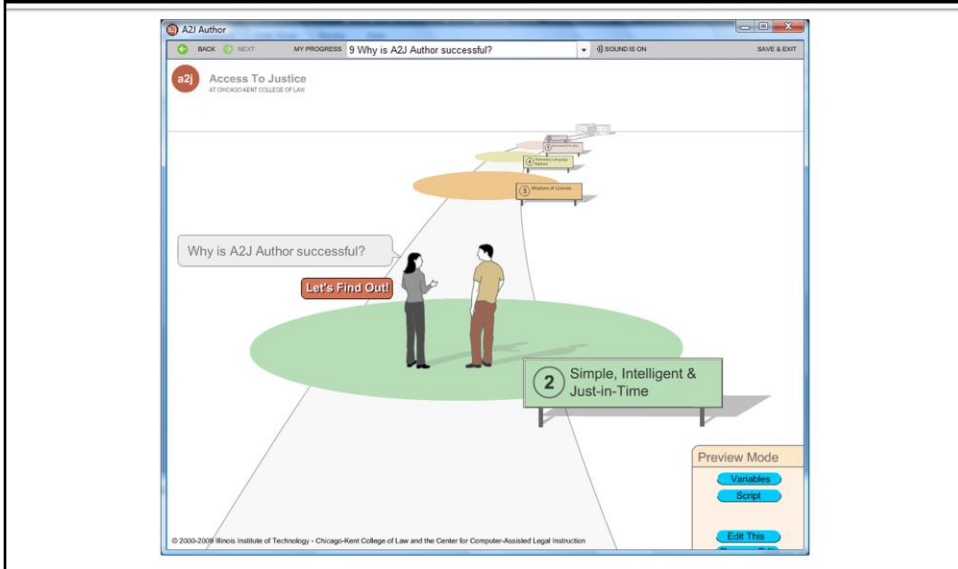 A2J Author
BACK NEXT MY PROGRESS 9 Why is A2J Author successful? SOUND IS ON SAVE & EXIT
a2j Access To Justice
AT CHICAGO-KENT COLLEGE OF LAW
3
Why is A2J Author successful?
Let's Find Out!
2 Simple, Intelligent &
Just-in-Time
Preview Mode
Variables
Script
Edit This
© 2000-2009 Illinois Institute of Technology - Chicago-Kent College of Law and the Center for Computer-Assisted Legal Instruction